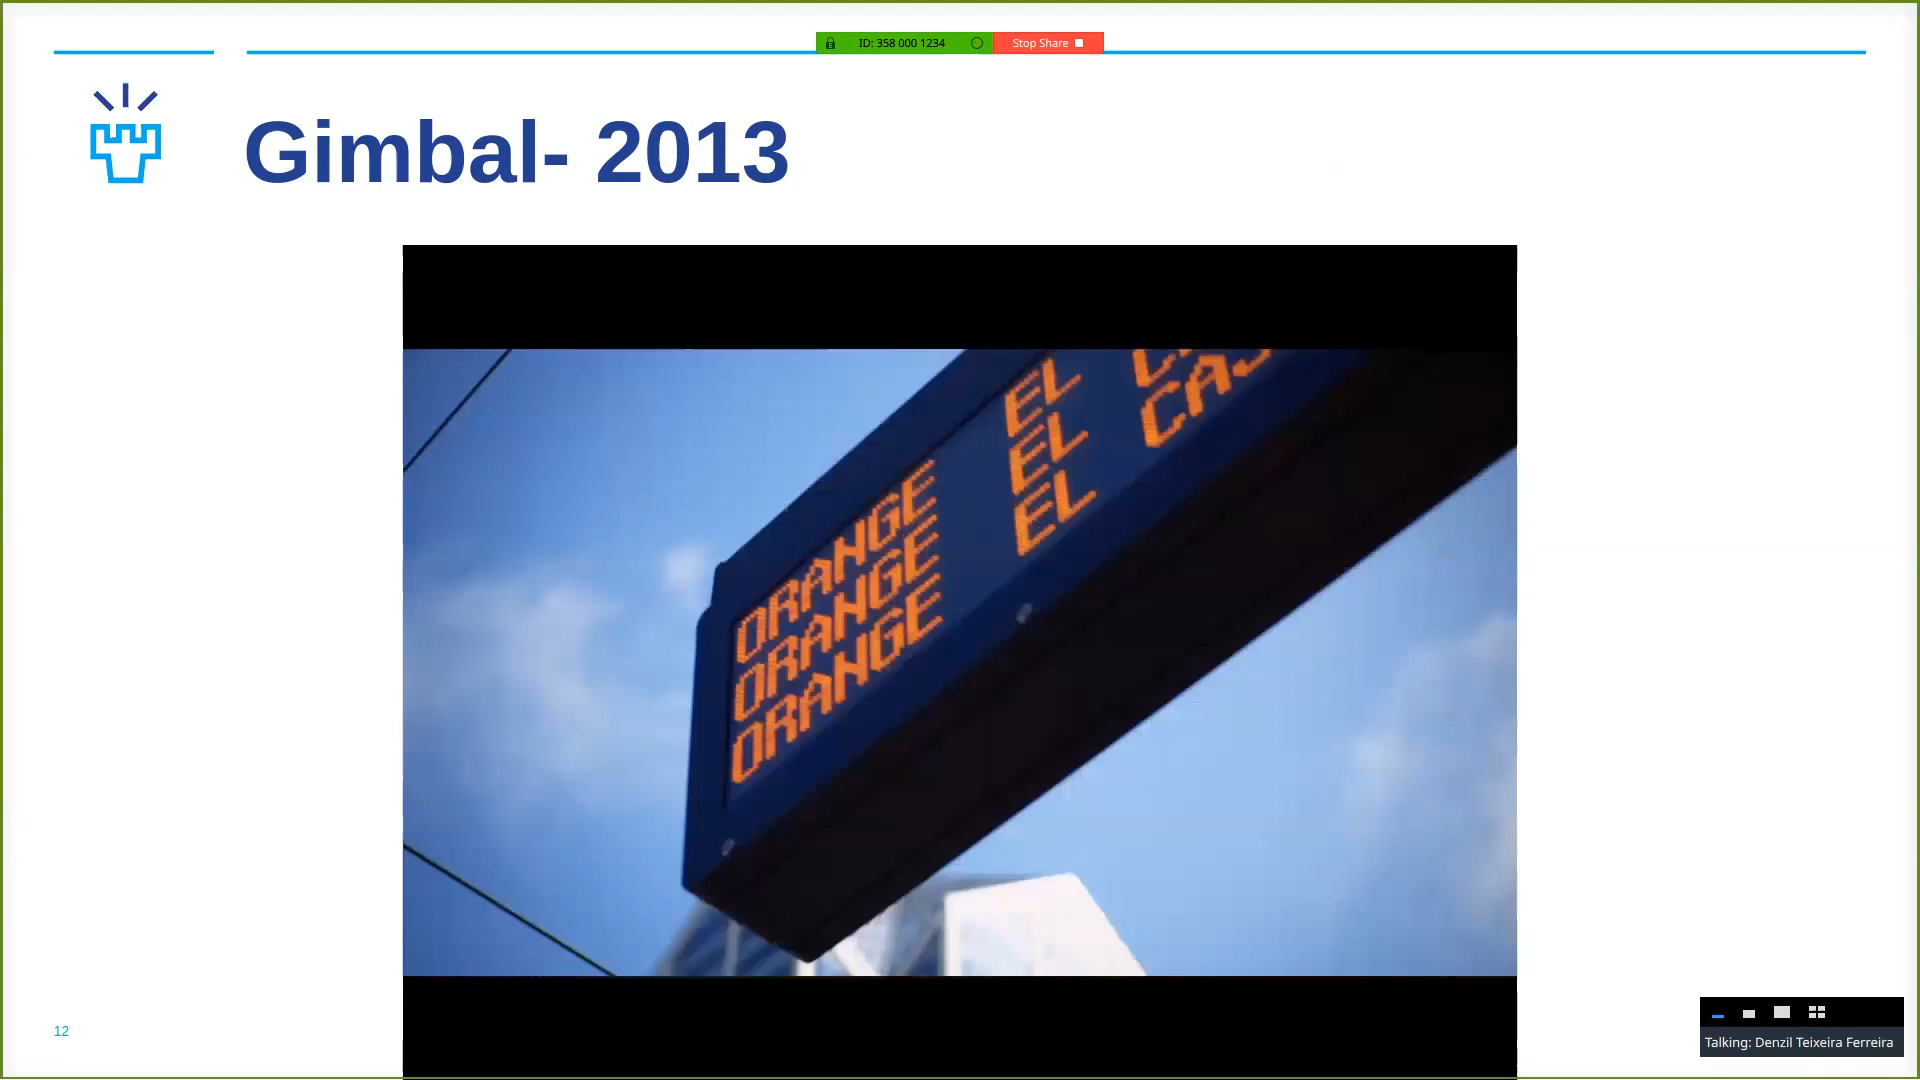 ID: 358 000 1234
Stop Share
Gimbal- 2013
EL
EL
EL
ORANGE
ORANGE
ORANGE
12
Talking: Denzil Teixeira Ferreira